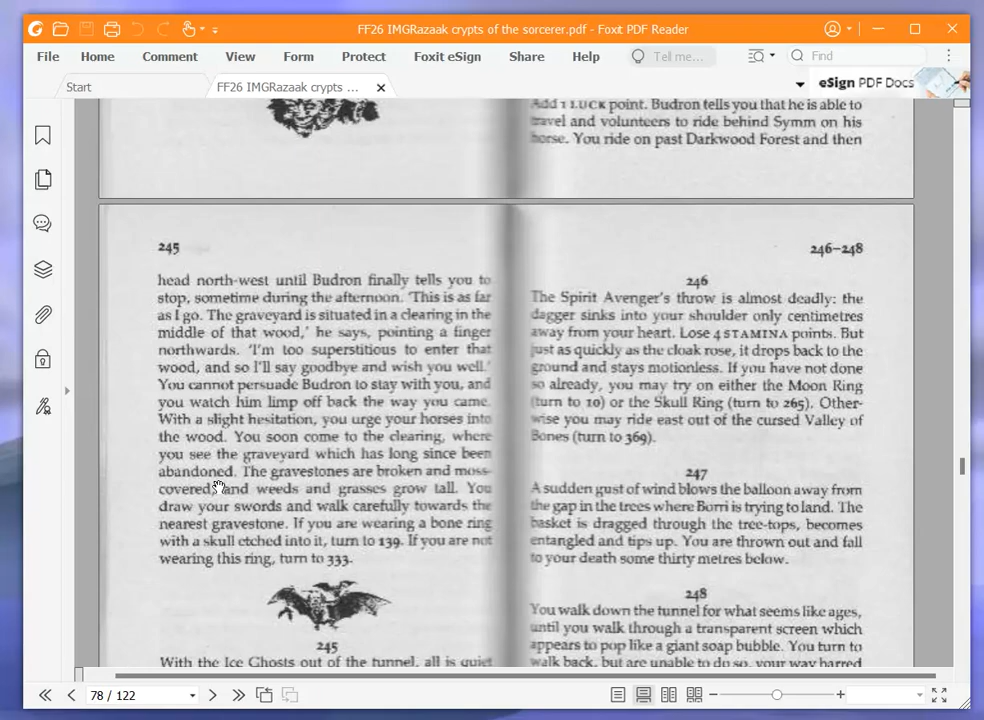 FF26 IMGRazaak crypts of the sorcerer.pdf - Foxit PDF Reader
File Home Comment View Form Protect Foxit eSign Share Help Tell me... Find
Start FF26 IMGRazaak crypts ... eSign PDF Docs
Add 1 LUCK point. Budron tells you that he is able to
travel and volunteers to ride behind Symm on his
horse. You ride on past Darkwood Forest and then
245
head north-west until Budron finally tells you to
stop, sometime during the afternoon. 'This is as far
as I go. The graveyard is situated in a clearing in the
middle of that wood,' he says, pointing a finger
northwards. 'I'm too superstitious to enter that
wood, and so I'll say goodbye and wish you well.'
You cannot persuade Budron to stay with you, and
you watch him limp off back the way you came.
With a slight hesitation, you urge your horses into
the wood. You soon come to the clearing, where
you see the graveyard which has long since been
abandoned. The gravestones are broken and moss-
covered, and weeds and grasses grow tall. You
draw your swords and walk carefully towards the
nearest gravestone. If you are wearing a bone ring
with a skull etched into it, turn to 139. If you are not
wearing this ring, turn to 333.
245
With the Ice Ghosts out of the tunnel, all is quiet
246-248
246
The Spirit Avenger's throw is almost deadly: the
dagger sinks into your shoulder only centimetres
away from your heart. Lose 4 STAMINA points. But
just as quickly as the cloak rose, it drops back to the
ground and stays motionless. If you have not done
so already, you may try on either the Moon Ring
(turn to 10) or the Skull Ring (turn to 265). Other-
wise you may ride east out of the cursed Valley of
Bones (turn to 369).
247
A sudden gust of wind blows the balloon away from
the gap in the trees where Borri is trying to land. The
basket is dragged through the tree-tops, becomes
entangled and tips up. You are thrown out and fall
to your death some thirty metres below.
248
You walk down the tunnel for what seems like ages,
until you walk through a transparent screen which
appears to pop like a giant soap bubble. You turn to
walk back, but are unable to do so, your way barred
78 / 122